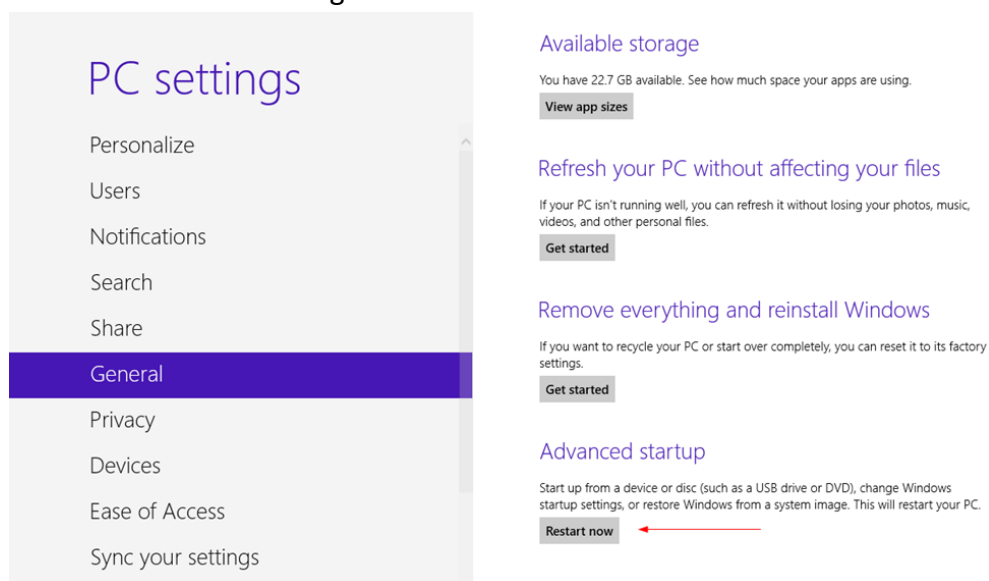 PC settings
Personalize
Users
Notifications
Search
Share
General
Privacy
Devices
Ease of Access
Sync your settings
Available storage
You have 22.7 GB available. See how much space your apps are using.
View app sizes
Refresh your PC without affecting your files
If your PC isn't running well, you can refresh it without losing your photos, music,
videos, and other personal files.
Get started
Remove everything and reinstall Windows
If you want to recycle your PC or start over completely, you can reset it to its factory
settings.
Get started
Advanced startup
Start up from a device or disc (such as a USB drive or DVD), change Windows
startup settings, or restore Windows from a system image. This will restart your PC.
Restart now